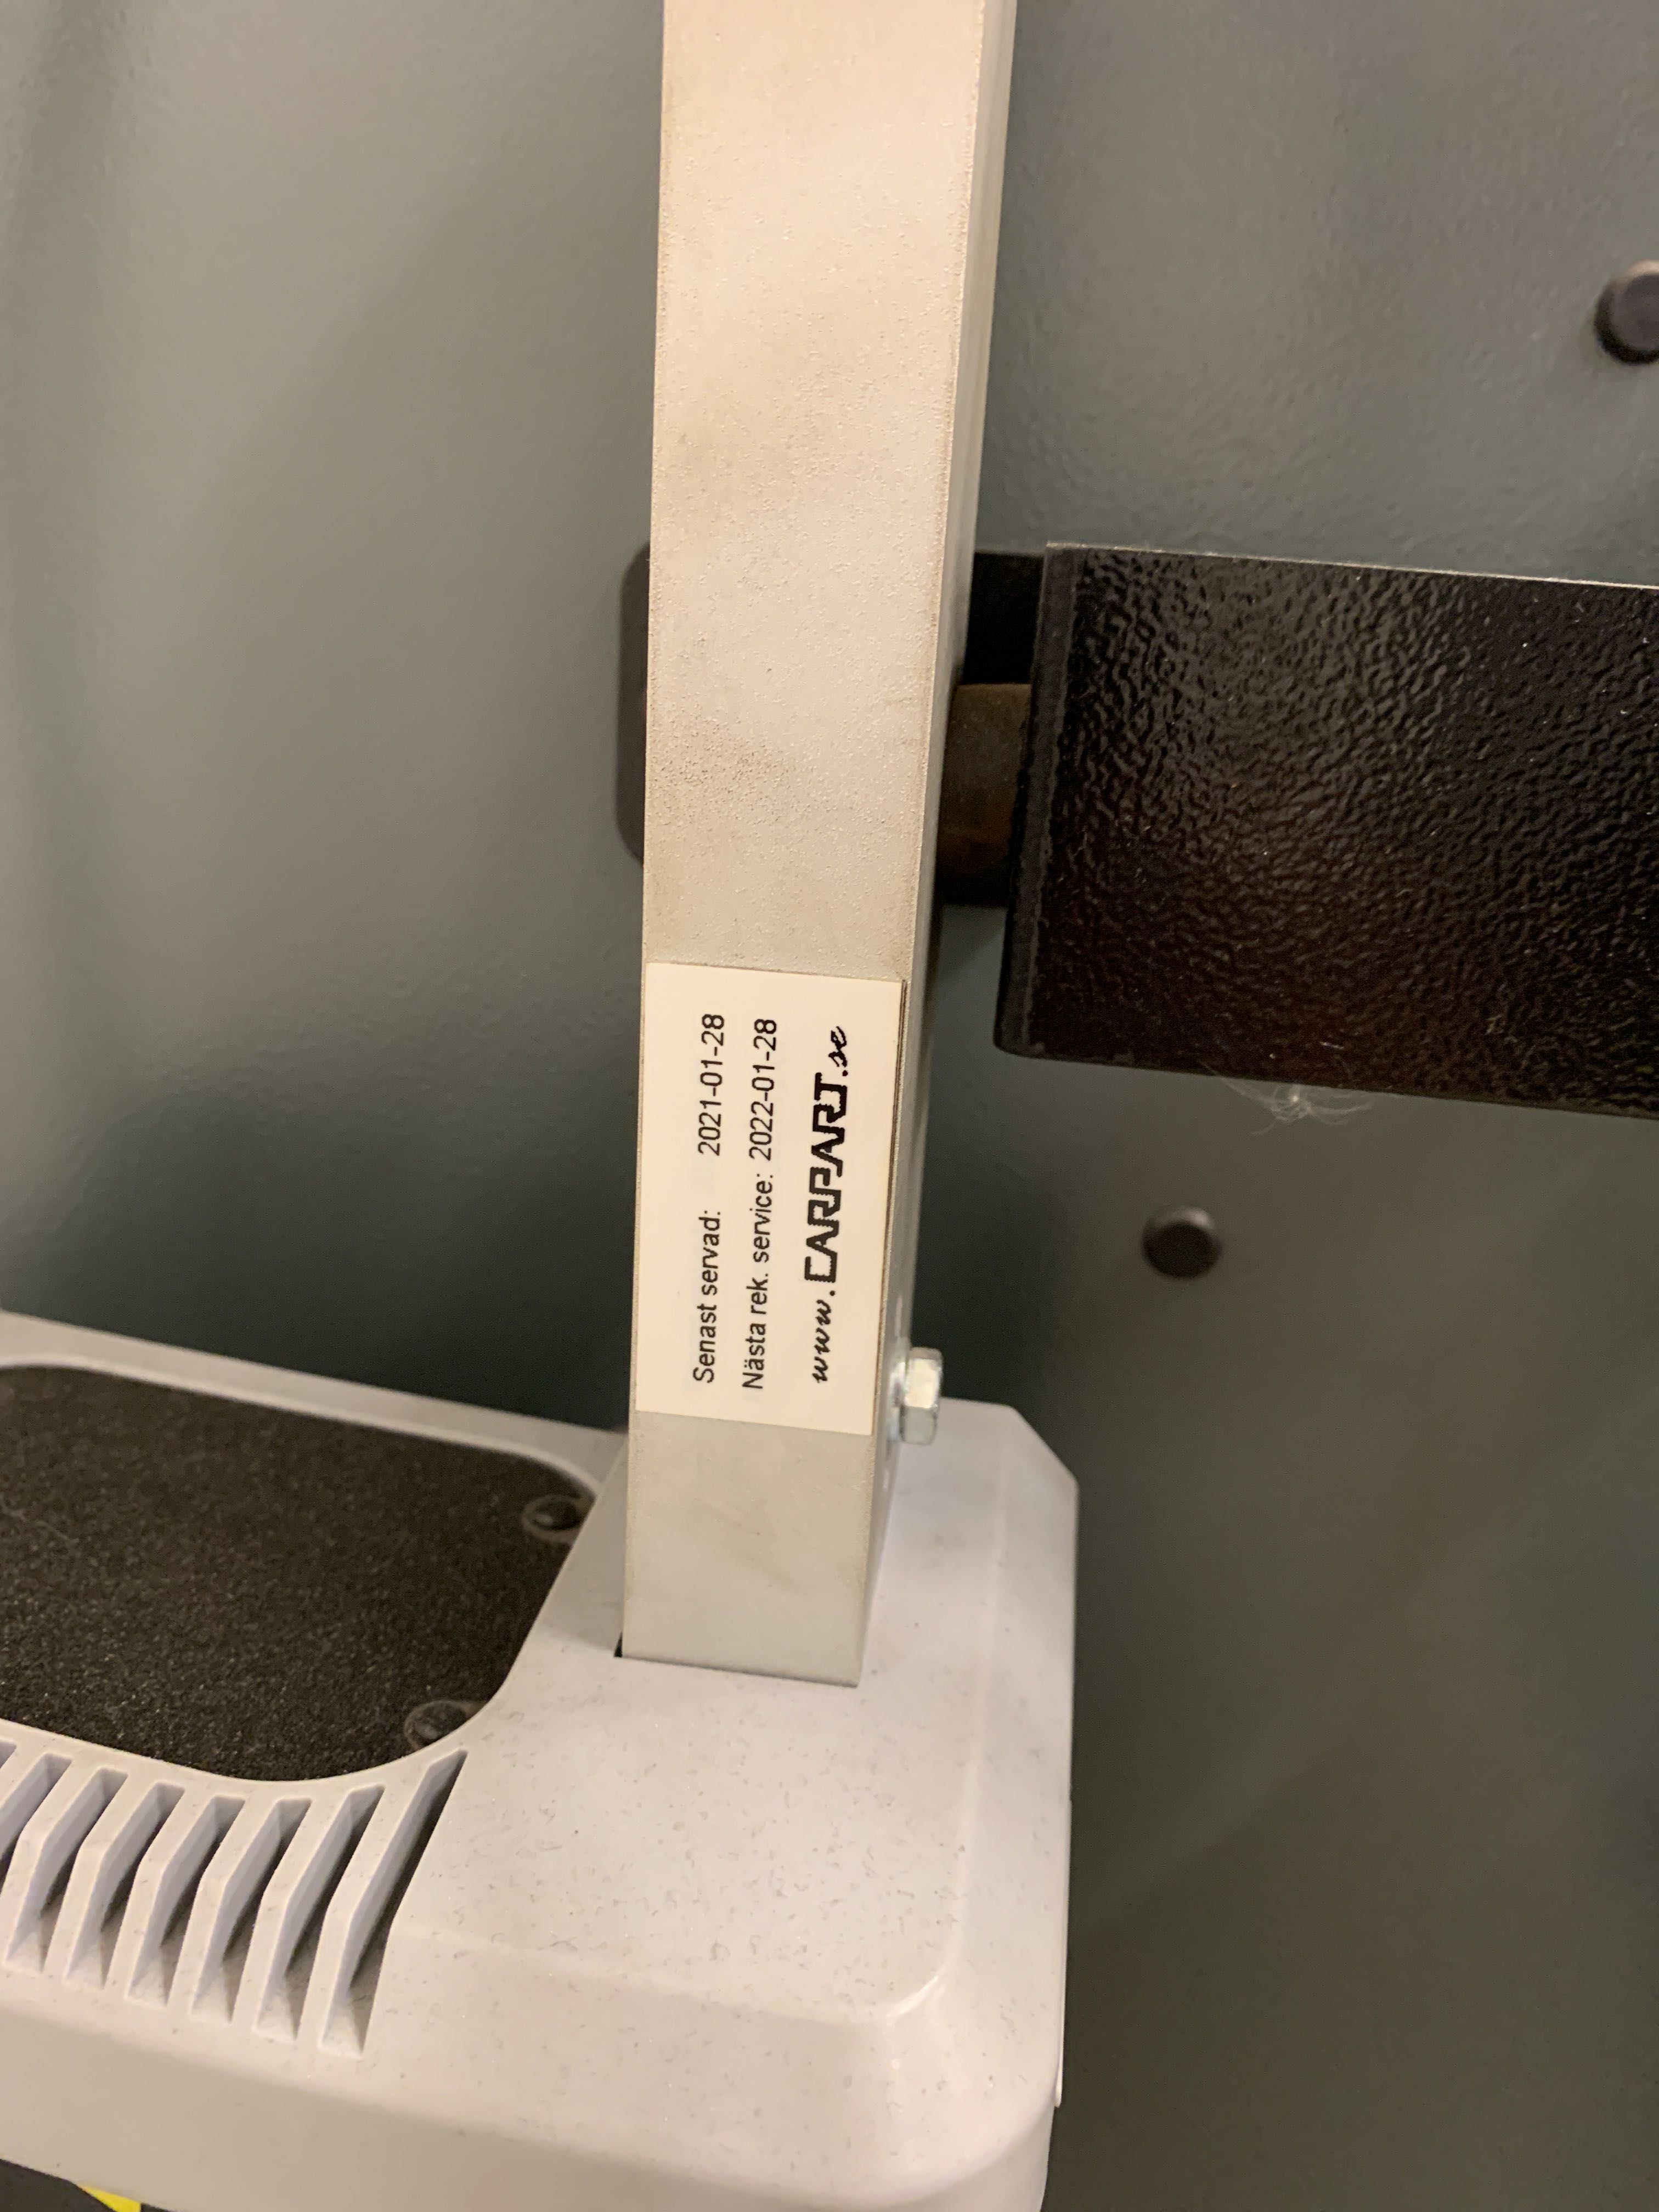 Senast servad: 2021-01-28
Nästa rek. service: 2022-01-28
www.CARPART.se